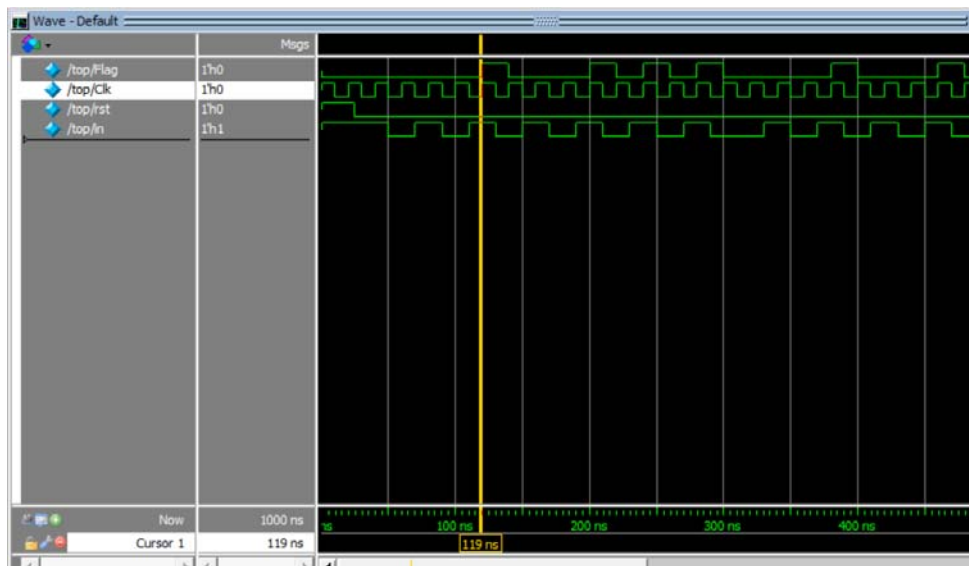 Wave - Default
Msgs
/top/Flag 1'h0
/top/Clk 1'h0
/top/rst 1'h0
/top/in 1'h1
Now 1000 ns
ns 100 ns 200 ns 300 ns 400 ns
Cursor 1 119 ns
119 ns